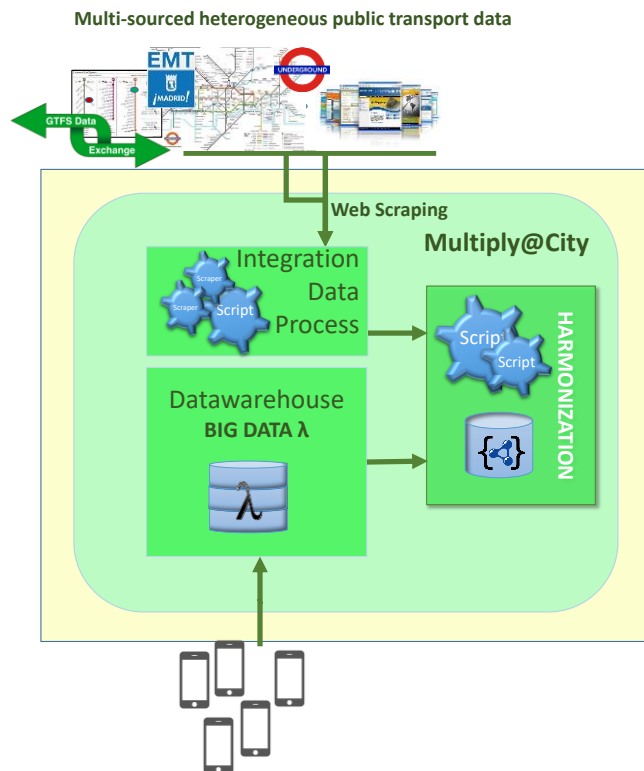 Multi-sourced heterogeneous public transport data
EMT
¡MADRID!
UNDERGROUND
GTFS Data
Exchange
Web Scraping
Multiply@City
Integration
Data
Process
Scraper
Scraper
Script
Script
Script
HARMONIZATION
Datawarehouse
BIG DATA λ
λ
{ }